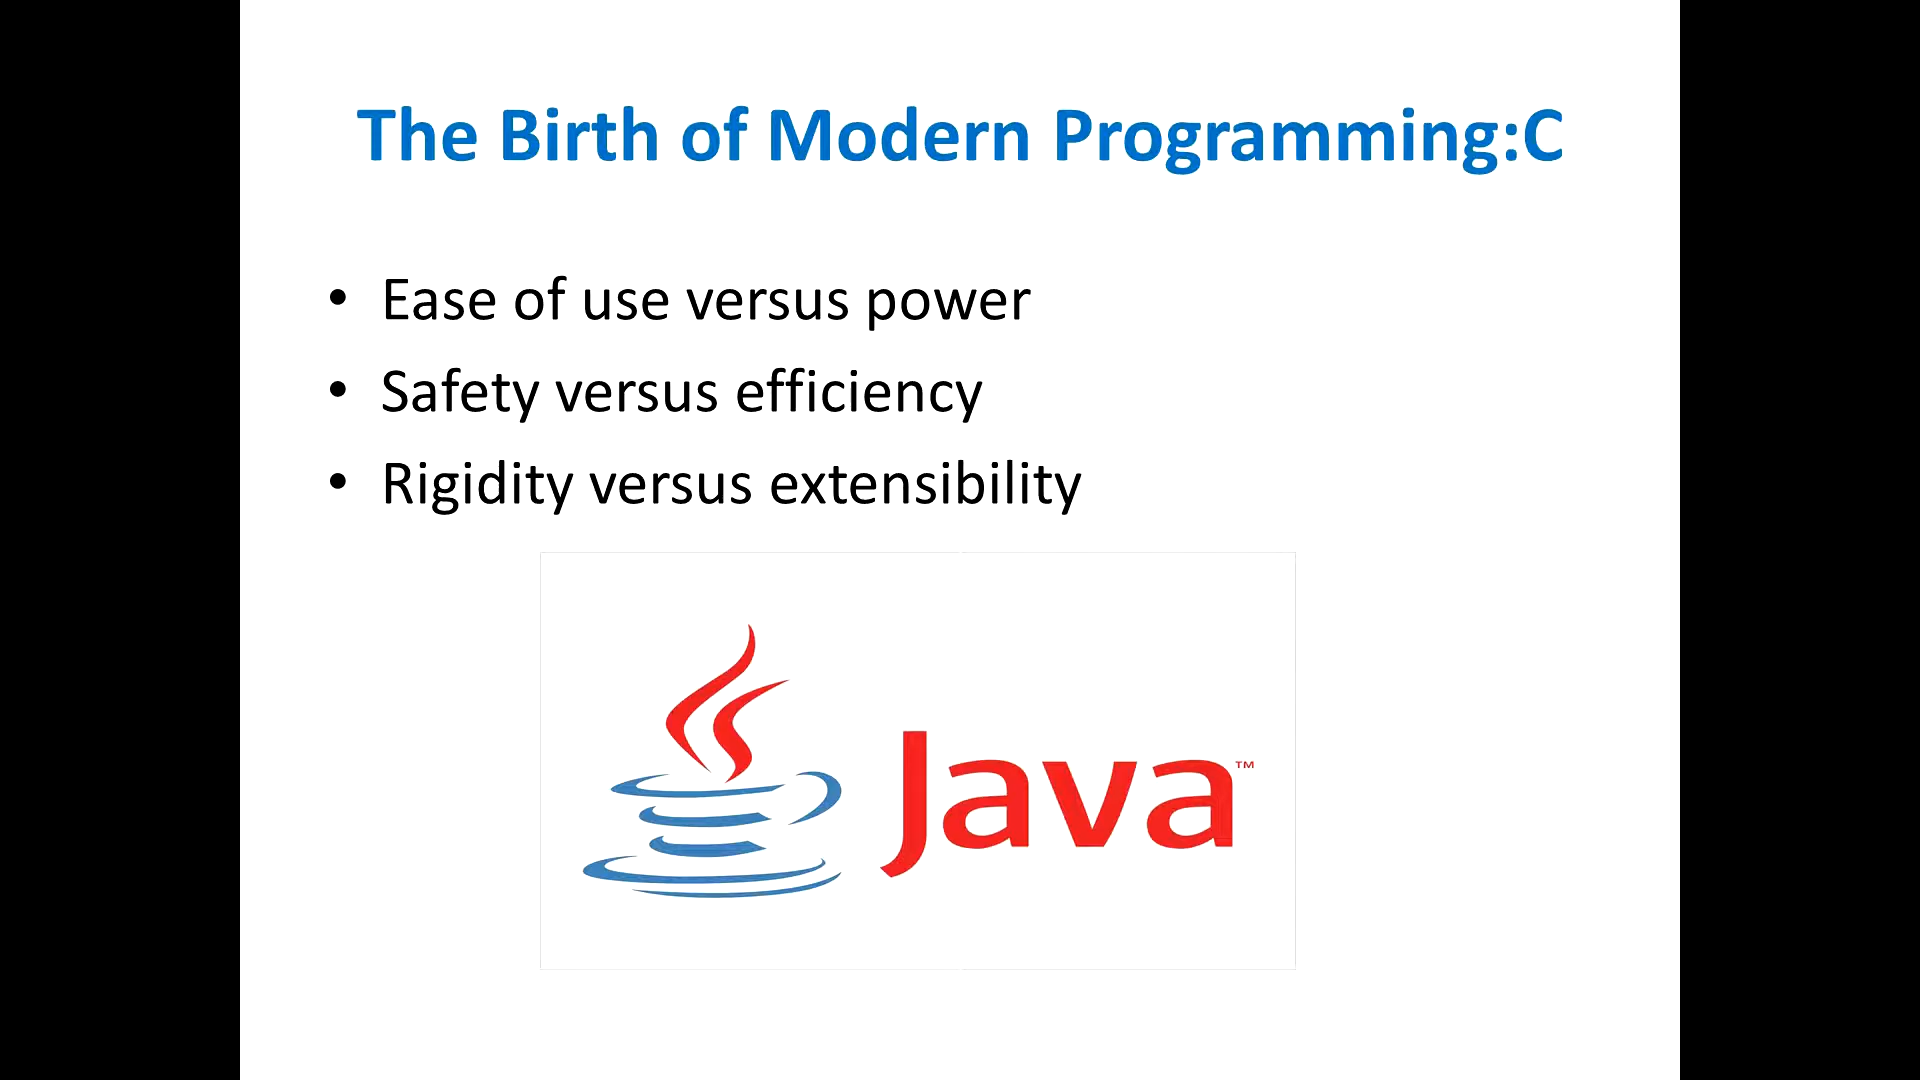 The Birth of Modern Programming:C
• Ease of use versus power
• Safety versus efficiency
• Rigidity versus extensibility
Java™